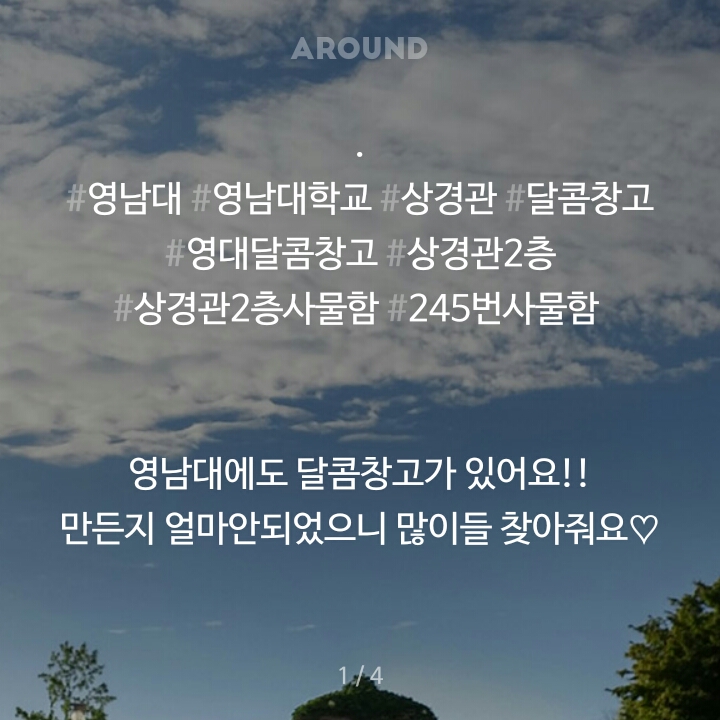 AROUND
.
#영남대 #영남대학교 #상경관 #달콤창고
#영대달콤창고 #상경관2층
#상경관2층사물함 #245번사물함
영남대에도 달콤창고가 있어요!!
만든지 얼마안되었으니 많이들 찾아줘요♡
1 / 4